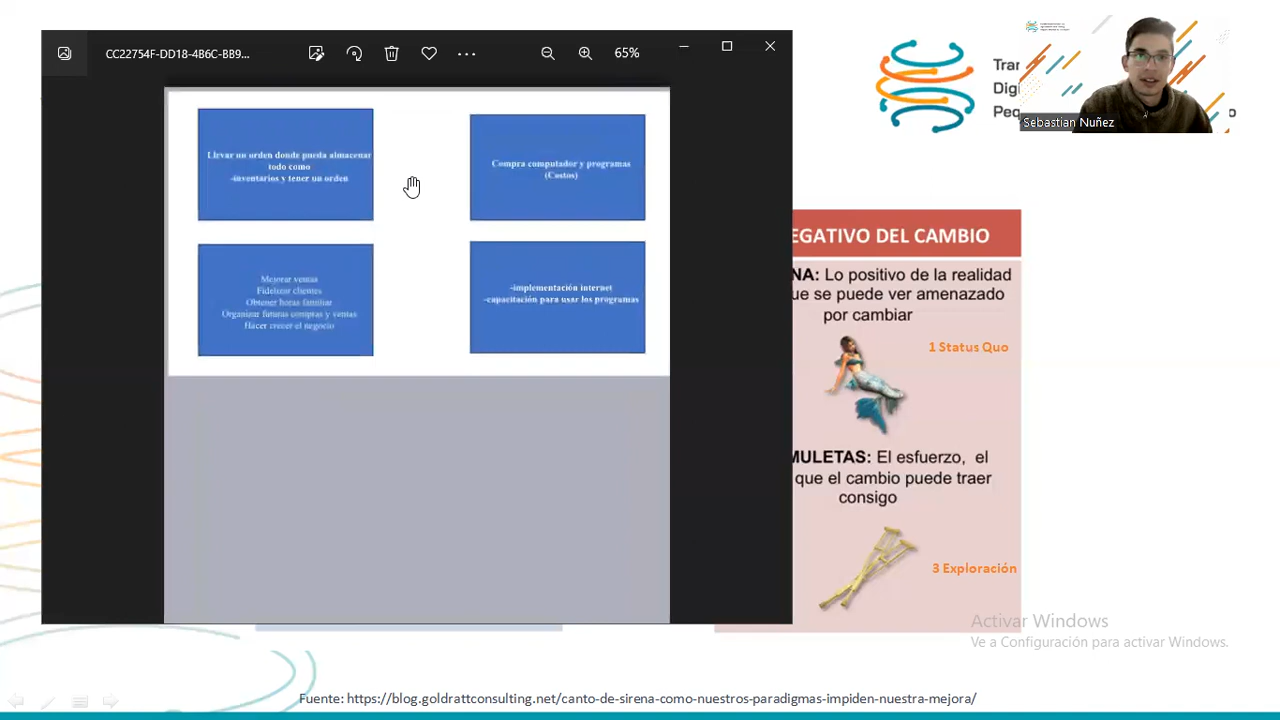 CC22754F-DD18-4B6C-BB9...
65%
Llevar un orden donde pueda almacenar
todo como
-inventarios y tener un orden
Compra computador y programas
(Costos)
Mejorar ventas
Fidelizar clientes
Obtener horas familiar
Organizar futuras compras y ventas
Hacer crecer el negocio
-implementación internet
-capacitación para usar los programas
Tran
Digi
Peq
o
Sebastian Nuñez
EGATIVO DEL CAMBIO
NA: Lo positivo de la realidad
ue se puede ver amenazado
por cambiar
1 Status Quo
MULETAS: El esfuerzo, el
que el cambio puede traer
consigo
3 Exploración
Activar Windows
Ve a Configuración para activar Windows.
Fuente: https://blog.goldrattconsulting.net/canto-de-sirena-como-nuestros-paradigmas-impiden-nuestra-mejora/